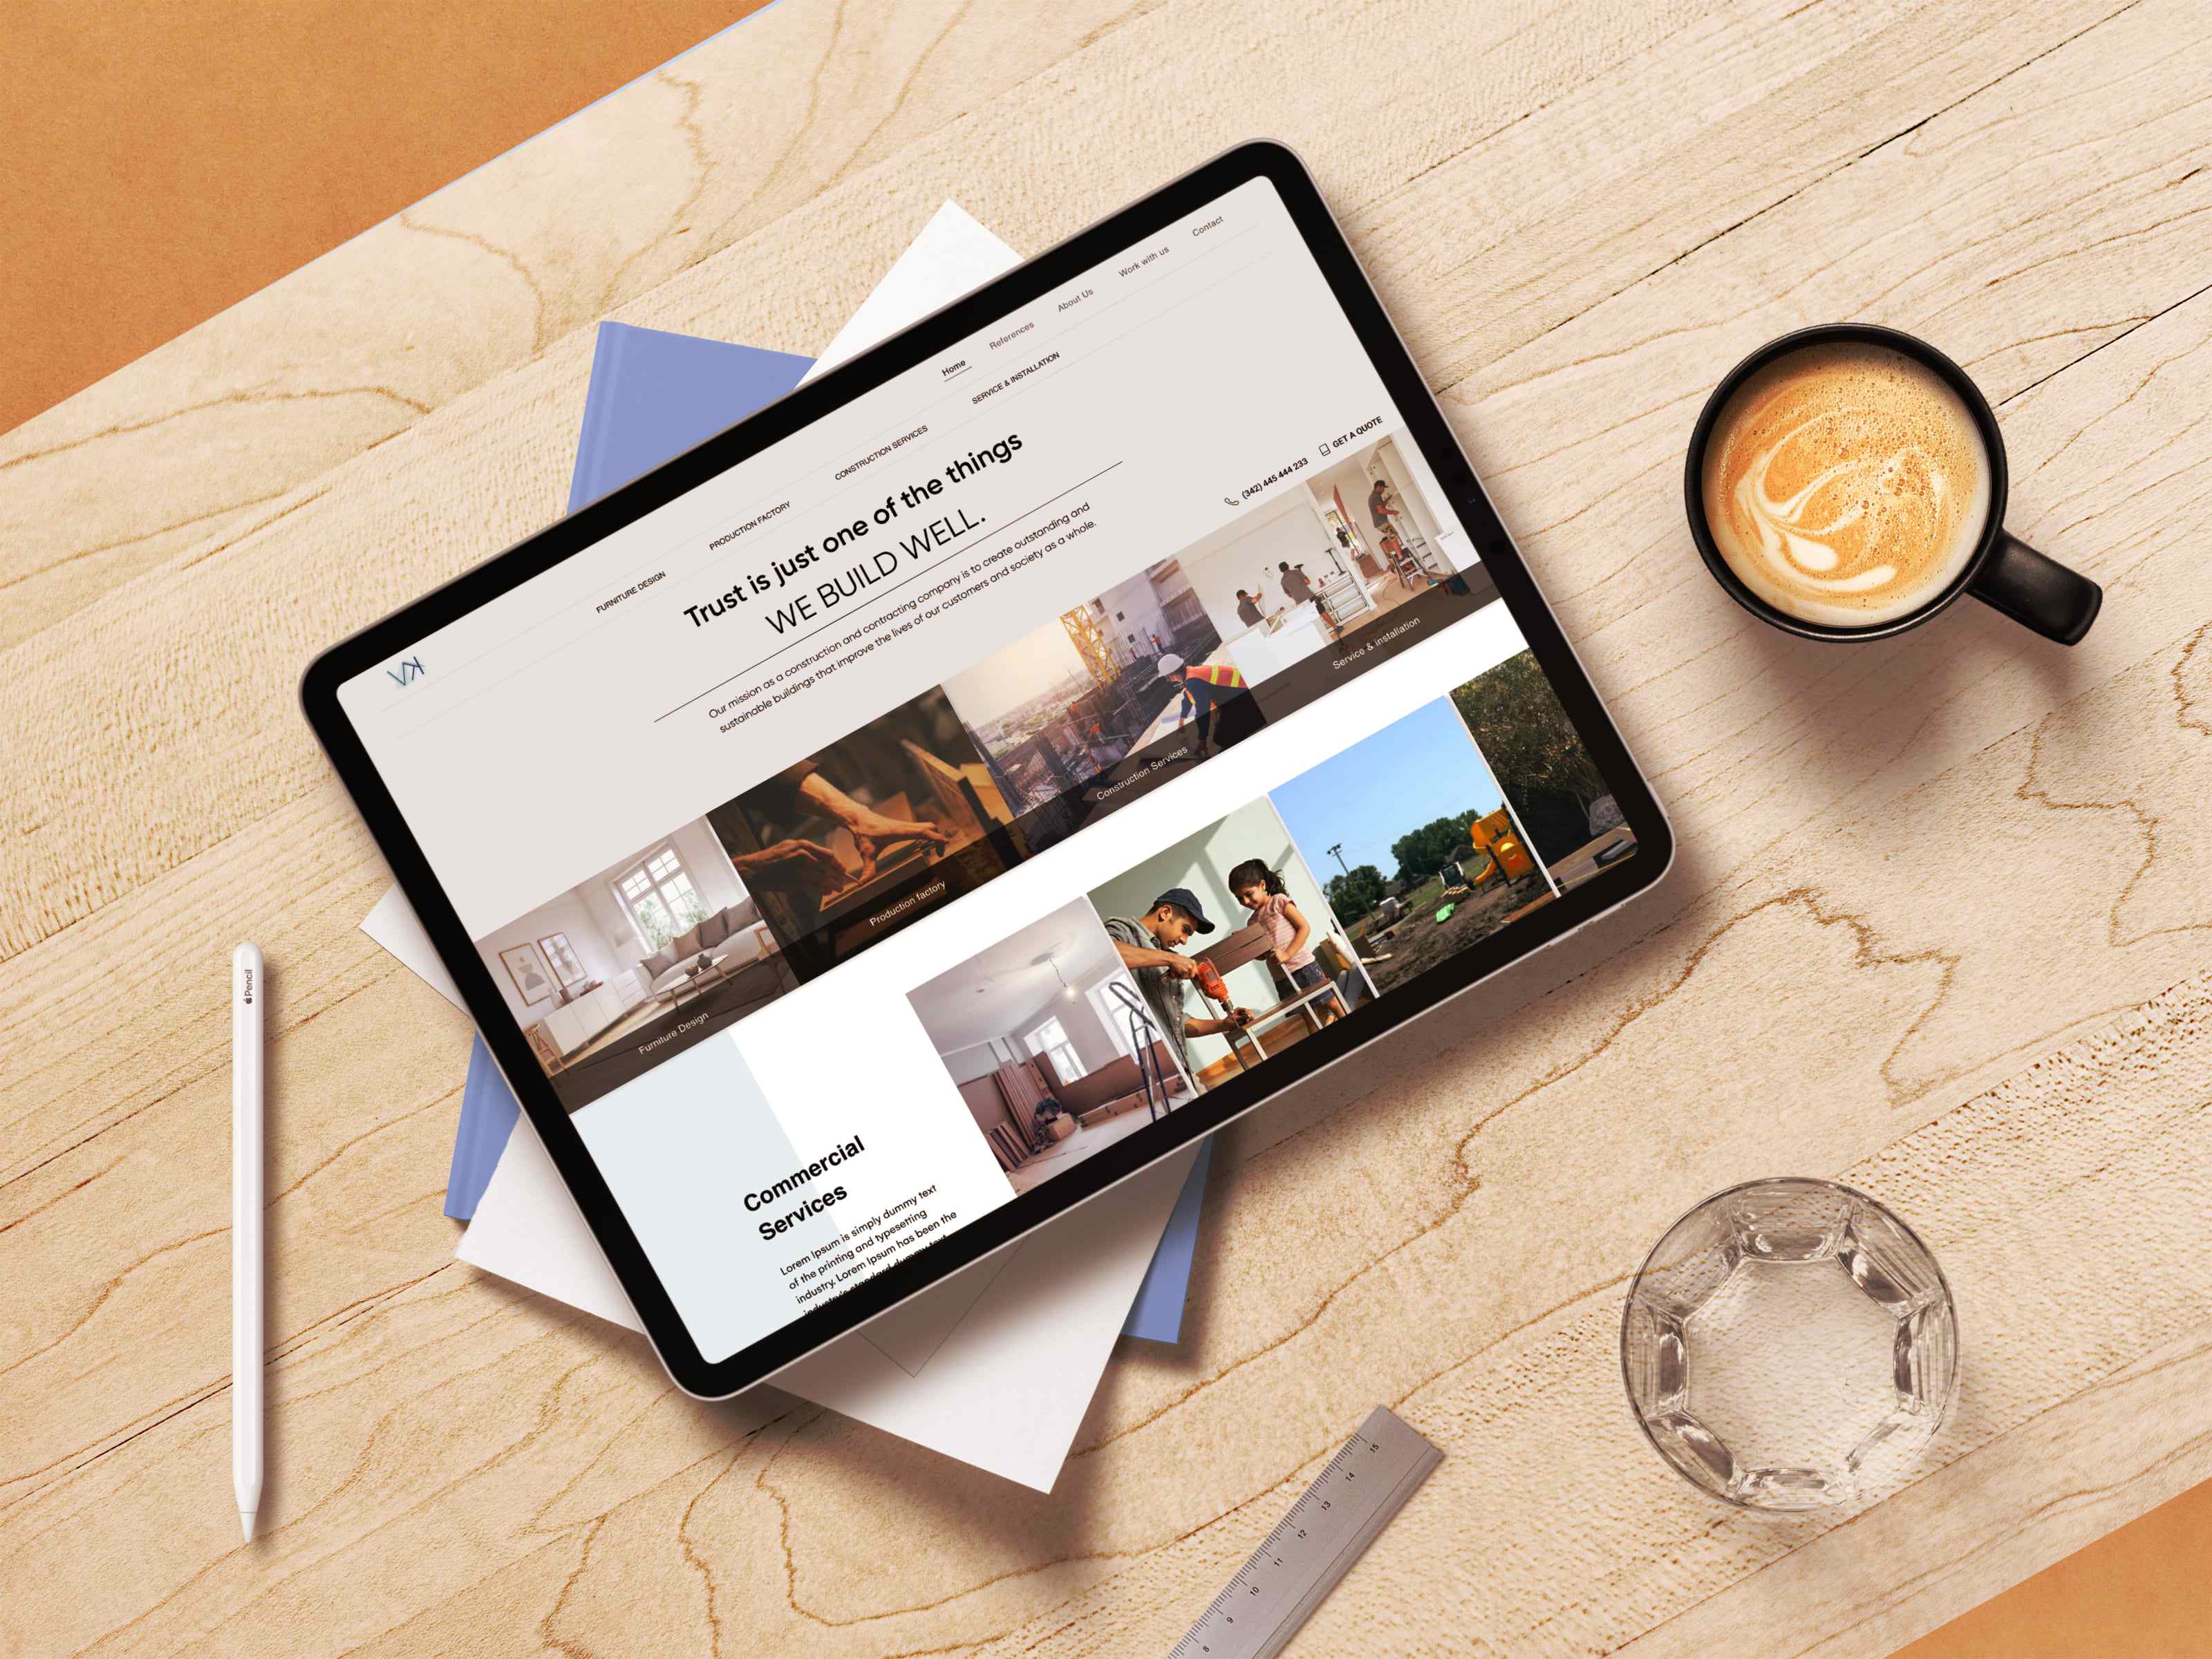 Home
References
About Us
Work with us
Contact
FURNITURE DESIGN
PRODUCTION FACTORY
CONSTRUCTION SERVICES
SERVICE & INSTALLATION
Trust is just one of the things
WE BUILD WELL.
Our mission as a construction and contracting company is to create outstanding and
sustainable buildings that improve the lives of our customers and society as a whole.
(342) 445 444 233
GET A QUOTE
Furniture Design
Production factory
Construction Services
Service & installation
Commercial
Services
Lorem Ipsum is simply dummy text
of the printing and typesetting
industry. Lorem Ipsum has been the
industry's standard dummy text
Pencil
8 9 10 11 12 13 14 15